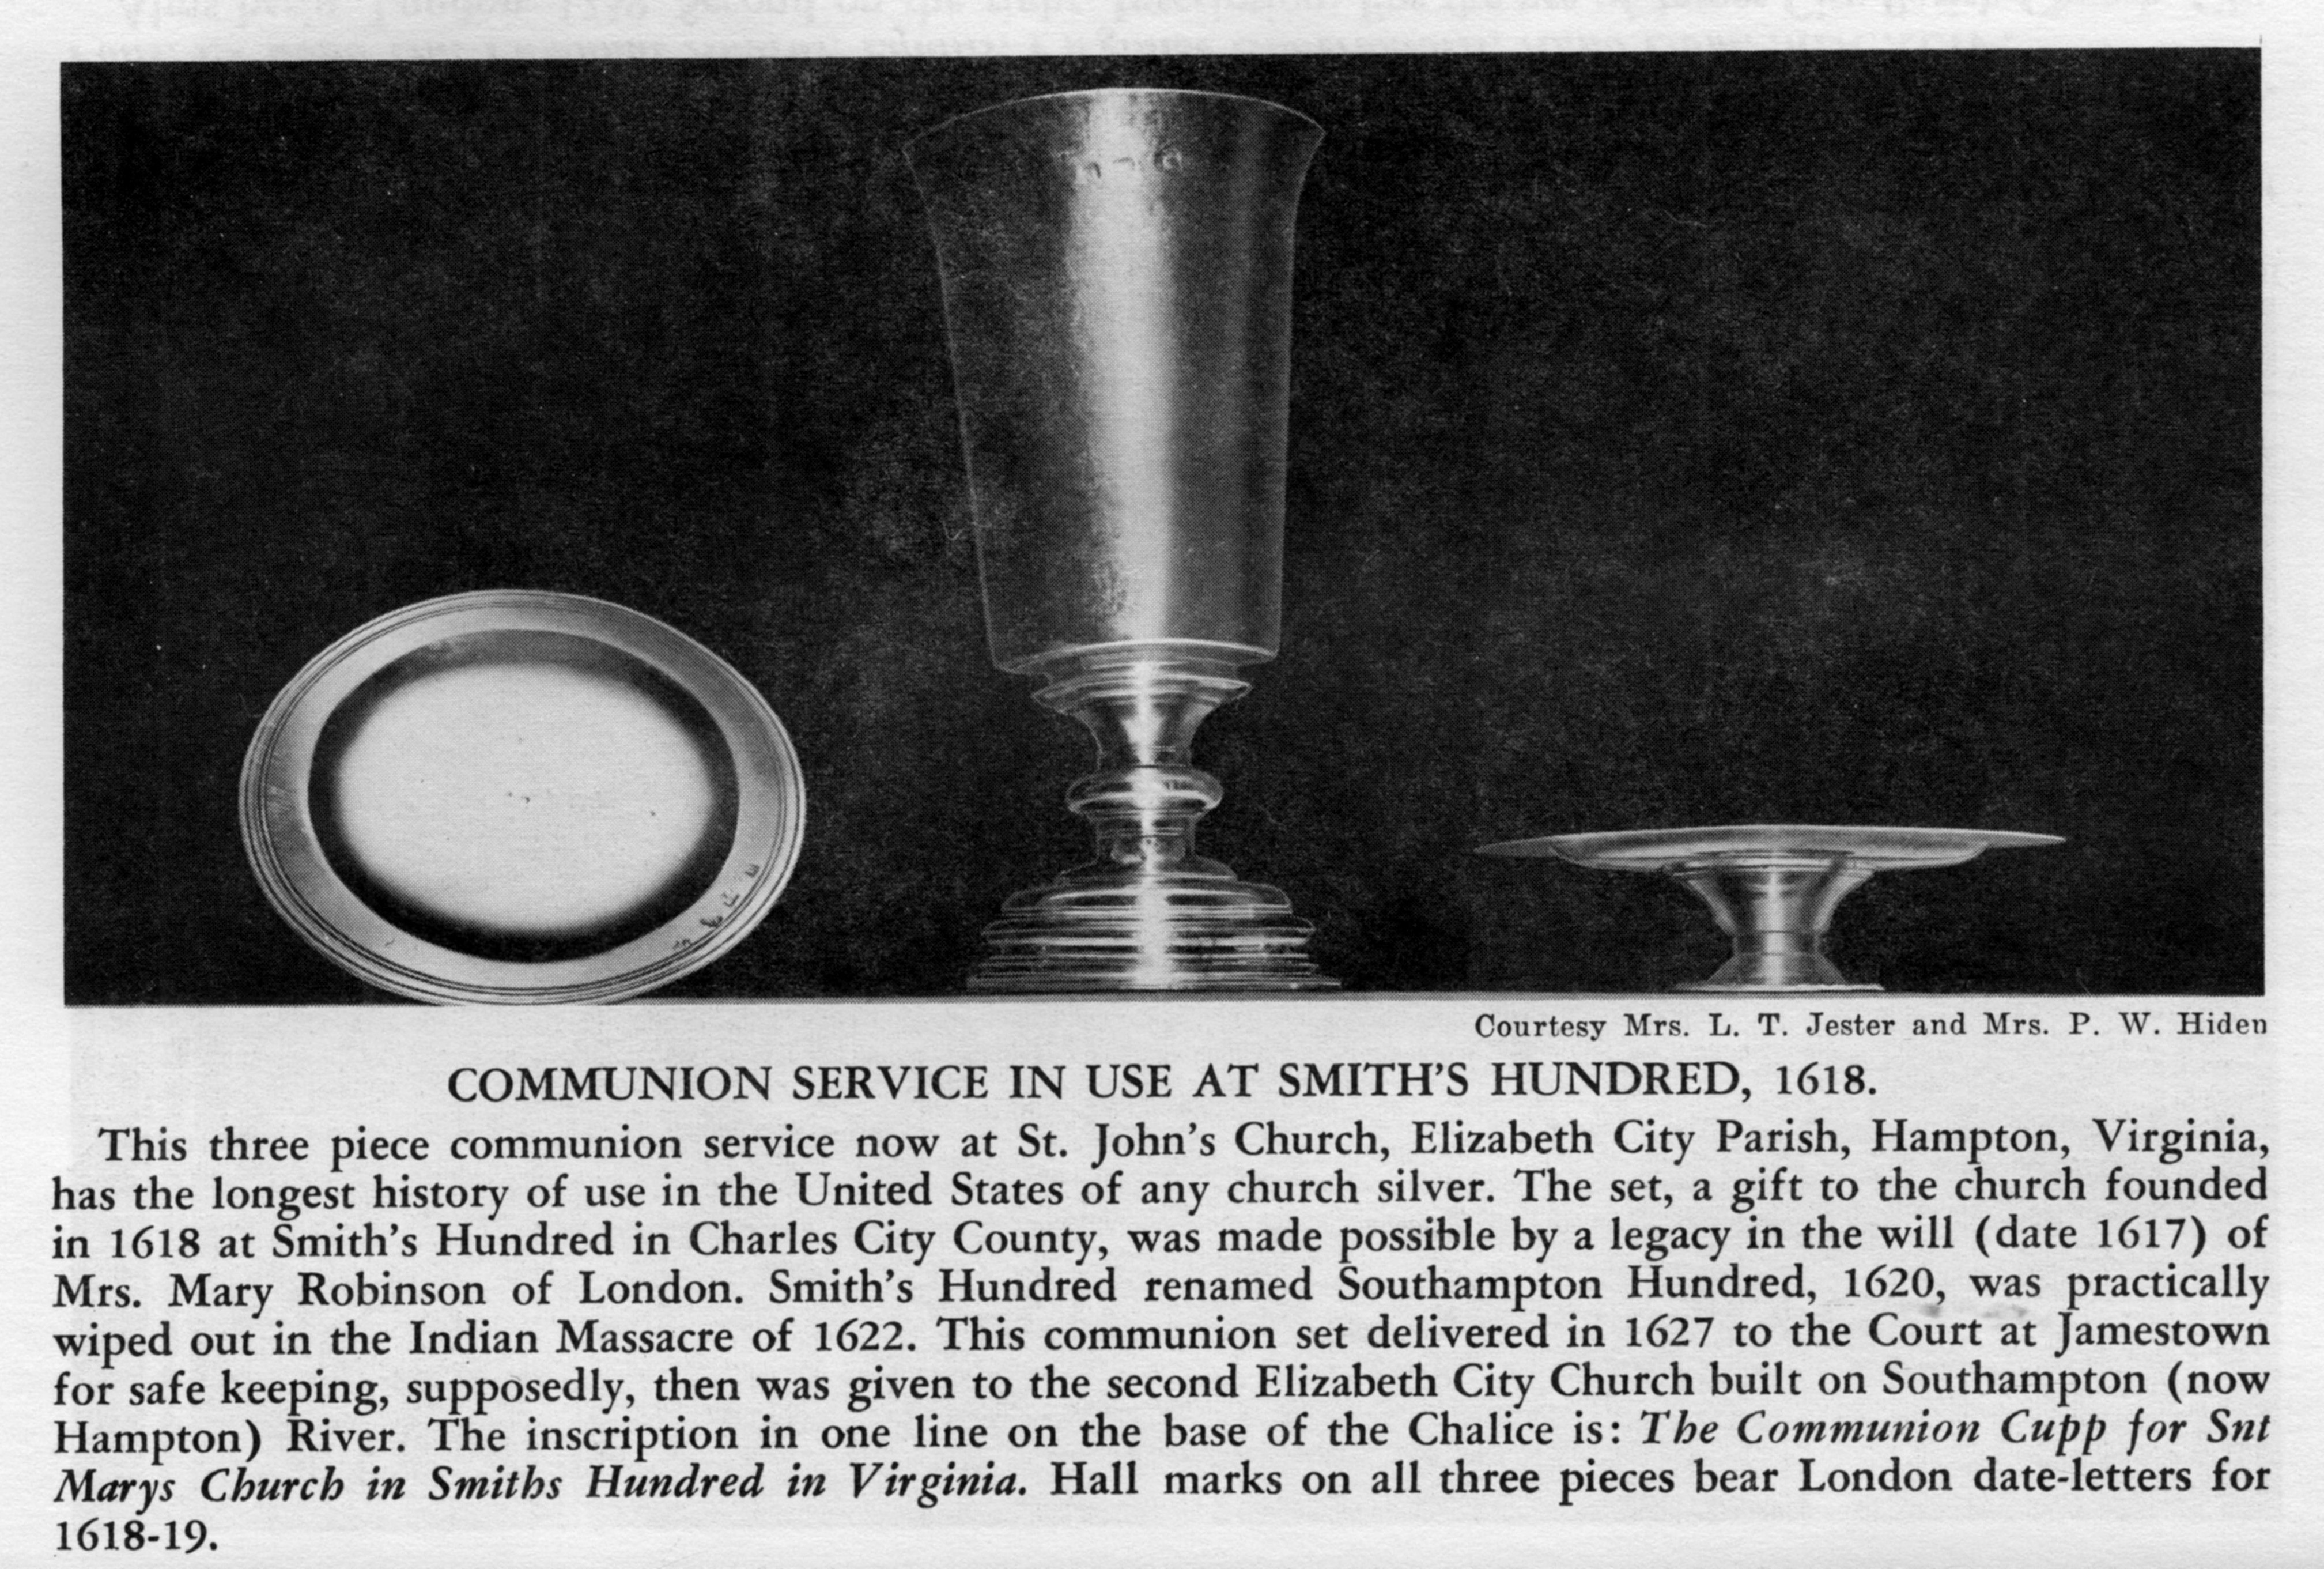 Courtesy Mrs. L. T. Jester and Mrs. P. W. Hiden
COMMUNION SERVICE IN USE AT SMITH'S HUNDRED, 1618.
This three piece communion service now at St. John's Church, Elizabeth City Parish, Hampton, Virginia,
has the longest history of use in the United States of any church silver. The set, a gift to the church founded
in 1618 at Smith's Hundred in Charles City County, was made possible by a legacy in the will (date 1617) of
Mrs. Mary Robinson of London. Smith's Hundred renamed Southampton Hundred, 1620, was practically
wiped out in the Indian Massacre of 1622. This communion set delivered in 1627 to the Court at Jamestown
for safe keeping, supposedly, then was given to the second Elizabeth City Church built on Southampton (now
Hampton) River. The inscription in one line on the base of the Chalice is: The Communion Cupp for Snt
Marys Church in Smiths Hundred in Virginia. Hall marks on all three pieces bear London date-letters for
1618-19.